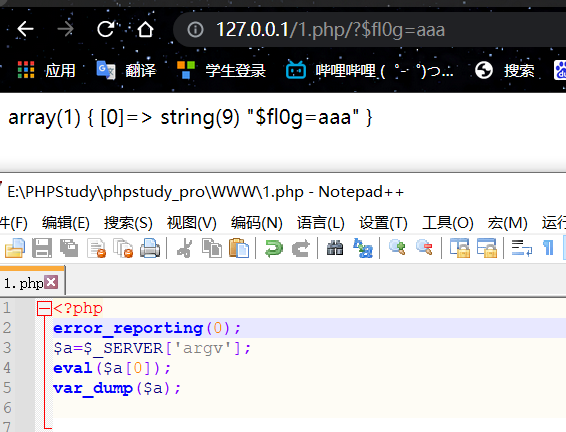 127.0.0.1/1.php/?$fl0g=aaa
应用 翻译 学生登录 哔哩哔哩 ( ゜- ゜)つ... 搜索
array(1) { [0]=> string(9) "$fl0g=aaa" }
E:\PHPStudy\phpstudy_pro\WWW\1.php - Notepad++
件(F) 编辑(E) 搜索(S) 视图(V) 编码(N) 语言(L) 设置(T) 工具(O) 宏(M) 运行
1.php
1 <?php
2 error_reporting(0);
3 $a=$_SERVER['argv'];
4 eval($a[0]);
5 var_dump($a);
6
7